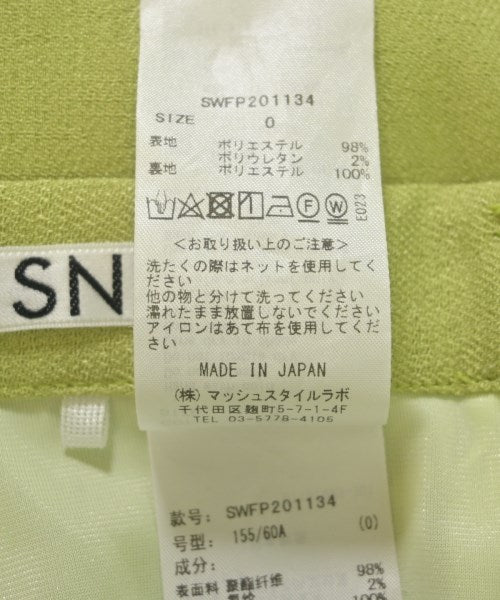 SWFP201134
SIZE 0
表地 ポリエステル 98%
ポリウレタン 2%
裏地 ポリエステル 100%
F W E023
<お取り扱い上のご注意>
洗たくの際はネットを使用してく
ださい
他の物と分けて洗ってください
濡れたまま放置しないでください
アイロンはあて布を使用してくだ
さい
MADE IN JAPAN
(株) マッシュスタイルラボ
千代田区麹町5-7-1-4F
TEL 03-5778-4105
SN
款号: SWFP201134
号型: 155/60A (0)
成分:
表面料 聚酯纤维 98%
2%
100%